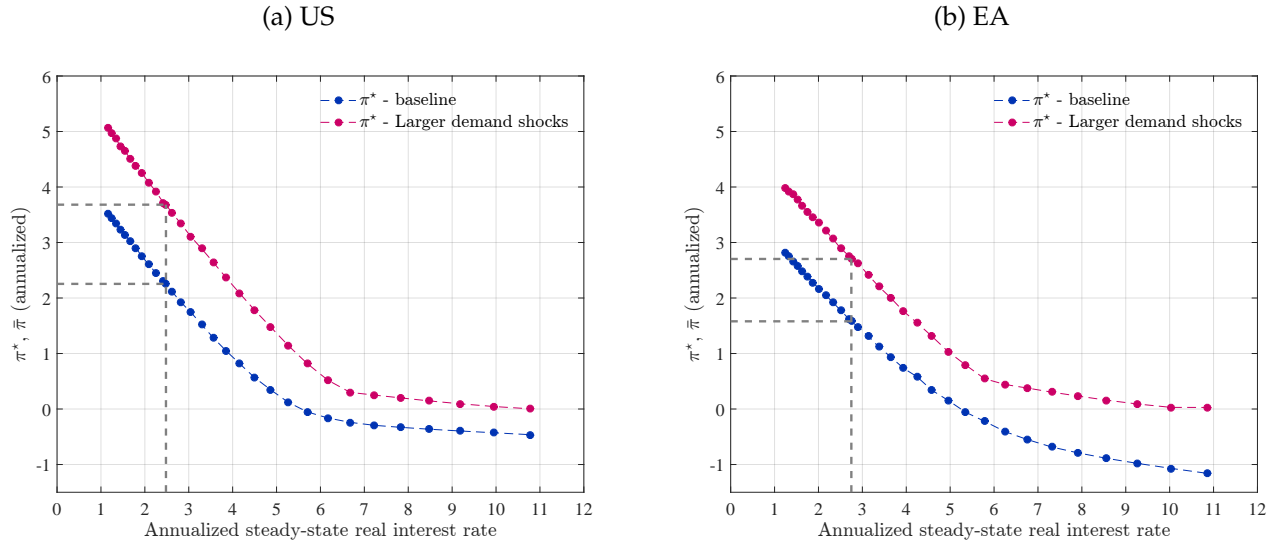 (a) US
6
5
4
3
2
1
0
-1
π*, π̄ (annualized)
π* - baseline
π* - Larger demand shocks
0 1 2 3 4 5 6 7 8 9 10 11 12
Annualized steady-state real interest rate
(b) EA
6
5
4
3
2
1
0
-1
π*, π̄ (annualized)
π* - baseline
π* - Larger demand shocks
0 1 2 3 4 5 6 7 8 9 10 11 12
Annualized steady-state real interest rate